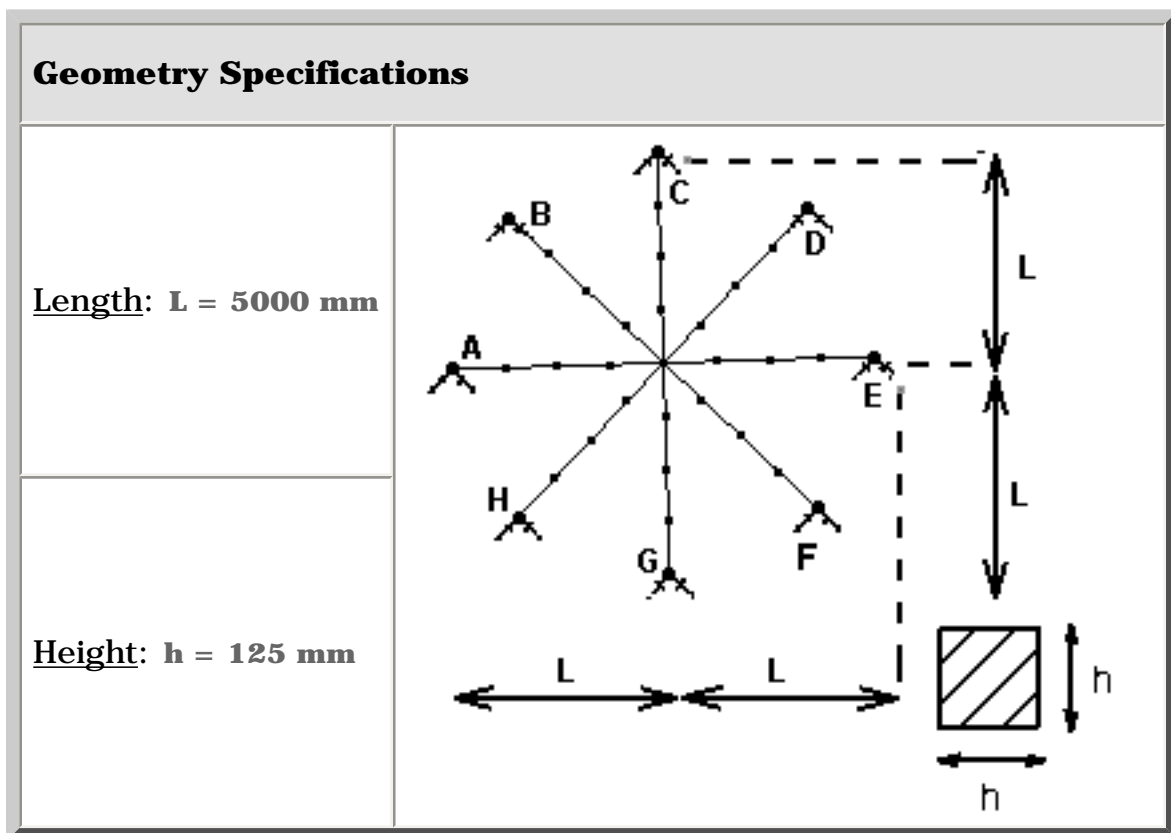 Geometry Specifications
Length: L = 5000 mm
Height: h = 125 mm
C
B
D
L
A
E
H
L
G
F
L
L
h
h